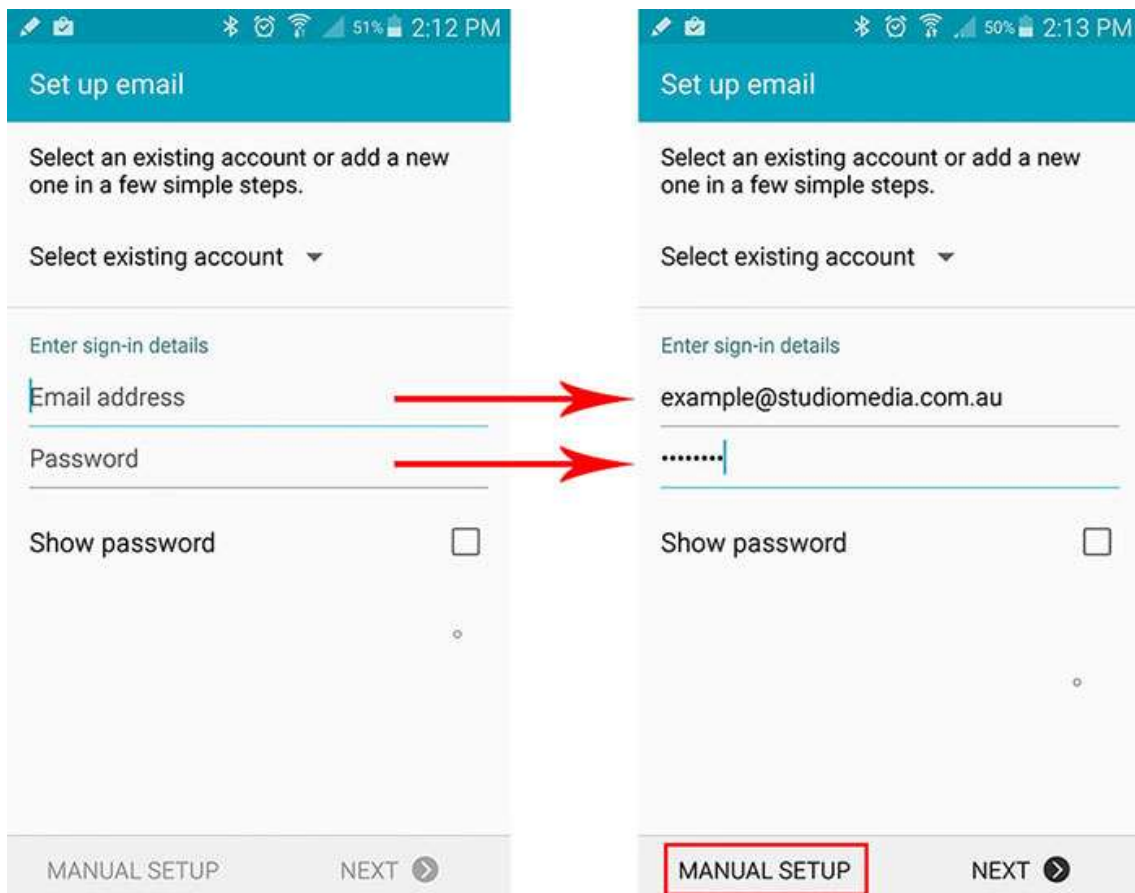 51% 2:12 PM
Set up email
Select an existing account or add a new
one in a few simple steps.
Select existing account
Enter sign-in details
Email address
Password
Show password
MANUAL SETUP NEXT
50% 2:13 PM
Set up email
Select an existing account or add a new
one in a few simple steps.
Select existing account
Enter sign-in details
example@studiomedia.com.au
••••••••
Show password
MANUAL SETUP NEXT